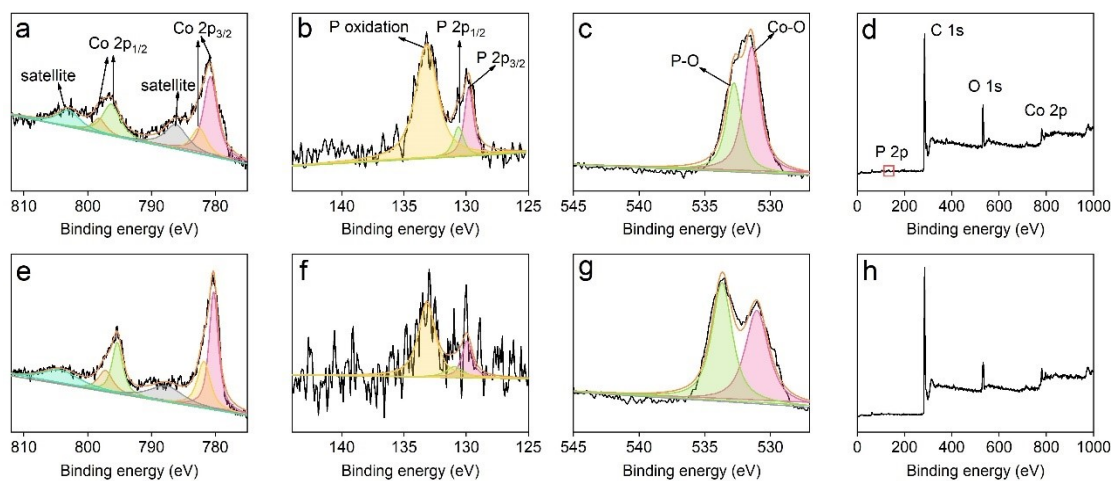 a
Co 2p1/2
Co 2p3/2
satellite
satellite
810 800 790 780
Binding energy (eV)
b
P oxidation
P 2p1/2
P 2p3/2
140 135 130 125
Binding energy (eV)
c
Co-O
P-O
545 540 535 530
Binding energy (eV)
d
C 1s
O 1s
Co 2p
P 2p
0 200 400 600 800 1000
Binding energy (eV)
e
810 800 790 780
Binding energy (eV)
f
140 135 130 125
Binding energy (eV)
g
545 540 535 530
Binding energy (eV)
h
0 200 400 600 800 1000
Binding energy (eV)